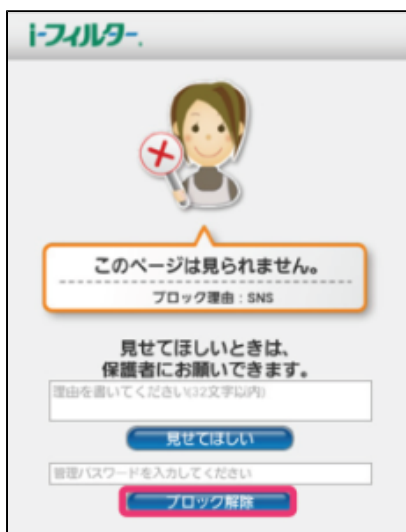 i-フィルター.
このページは見られません。
ブロック理由：SNS
見せてほしいときは、
保護者にお願いできます。
理由を書いてください(32文字以内)
見せてほしい
管理パスワードを入力してください
ブロック解除